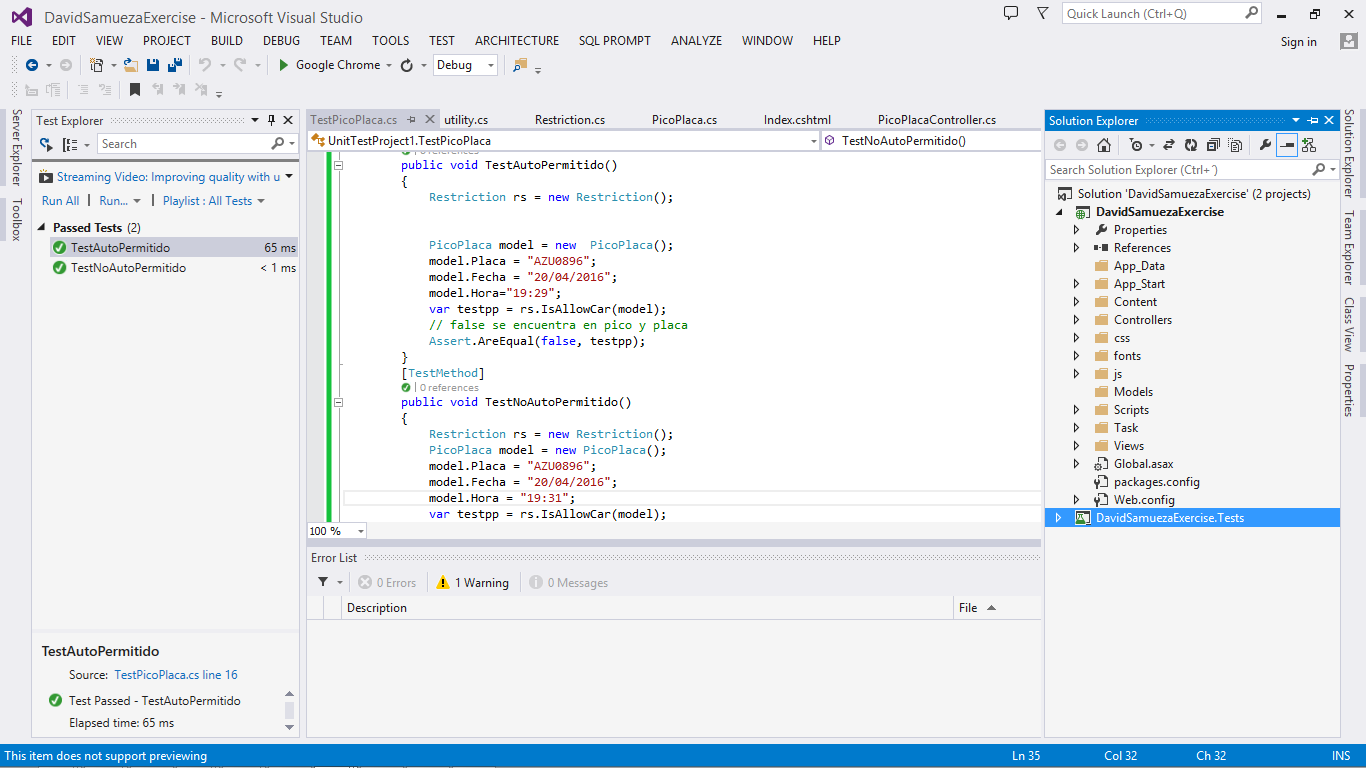 DavidSamuezaExercise - Microsoft Visual Studio
Quick Launch (Ctrl+Q)
FILE EDIT VIEW PROJECT BUILD DEBUG TEAM TOOLS TEST ARCHITECTURE SQL PROMPT ANALYZE WINDOW HELP
Sign in
Google Chrome
Debug
Server Explorer
Toolbox
Test Explorer
Search
Streaming Video: Improving quality with u
Run All | Run... | Playlist : All Tests
Passed Tests (2)
TestAutoPermitido 65 ms
TestNoAutoPermitido < 1 ms
TestAutoPermitido
Source: TestPicoPlaca.cs line 16
Test Passed - TestAutoPermitido
Elapsed time: 65 ms
TestPicoPlaca.cs utility.cs Restriction.cs PicoPlaca.cs Index.cshtml PicoPlacaController.cs
UnitTestProject1.TestPicoPlaca TestNoAutoPermitido()
public void TestAutoPermitido()
{
Restriction rs = new Restriction();
PicoPlaca model = new  PicoPlaca();
model.Placa = "AZU0896";
model.Fecha = "20/04/2016";
model.Hora="19:29";
var testpp = rs.IsAllowCar(model);
// false se encuentra en pico y placa
Assert.AreEqual(false, testpp);
}
[TestMethod]
| 0 references
public void TestNoAutoPermitido()
{
Restriction rs = new Restriction();
PicoPlaca model = new PicoPlaca();
model.Placa = "AZU0896";
model.Fecha = "20/04/2016";
model.Hora = "19:31";
var testpp = rs.IsAllowCar(model);
100 %
Error List
0 Errors 1 Warning 0 Messages
Description File
Solution Explorer
Search Solution Explorer (Ctrl+´)
Solution 'DavidSamuezaExercise' (2 projects)
DavidSamuezaExercise
Properties
References
App_Data
App_Start
Content
Controllers
css
fonts
js
Models
Scripts
Task
Views
Global.asax
packages.config
Web.config
DavidSamuezaExercise.Tests
Solution Explorer
Team Explorer
Class View
Properties
This item does not support previewing Ln 35 Col 32 Ch 32 INS